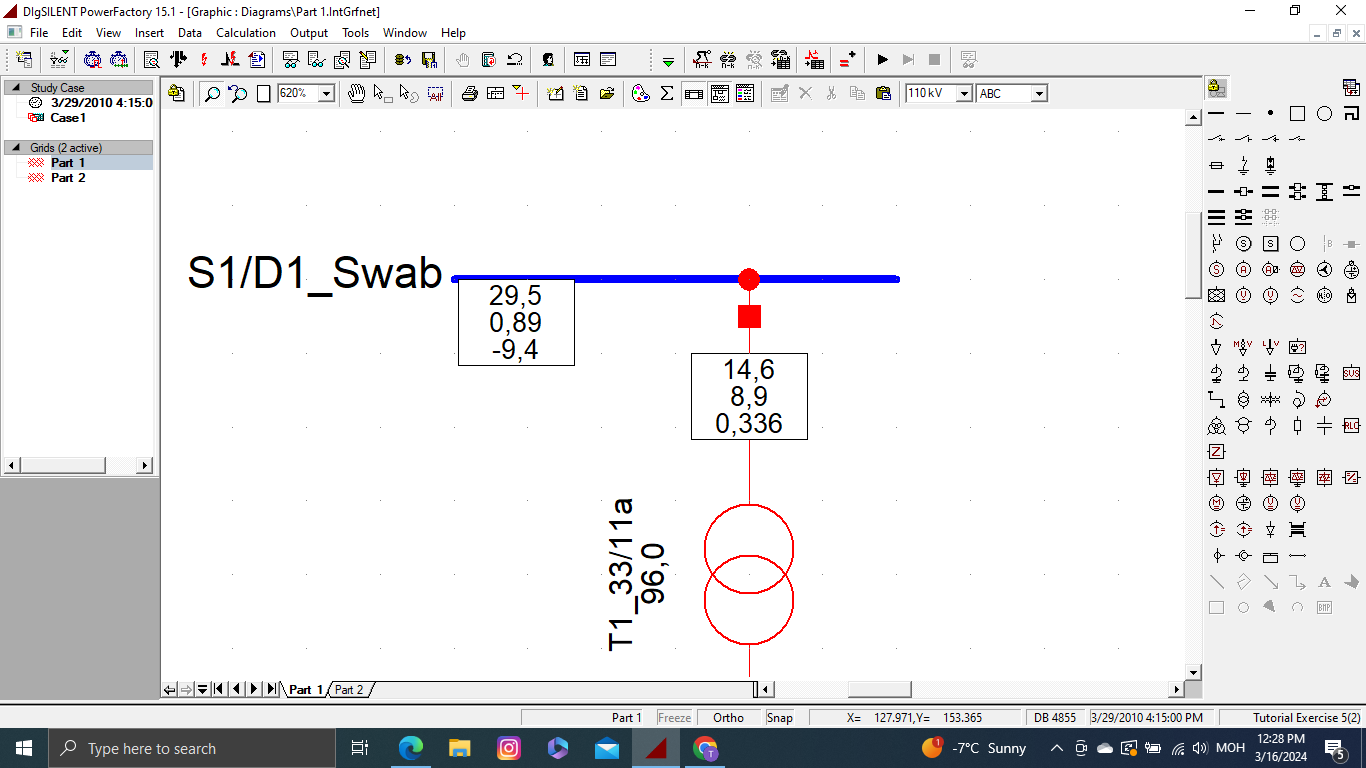 DIgSILENT PowerFactory 15.1 - [Graphic : Diagrams\Part 1.IntGrfnet]
File Edit View Insert Data Calculation Output Tools Window Help
Study Case
3/29/2010 4:15:0
Case1
Grids (2 active)
Part 1
Part 2
620%
110 kV
ABC
S1/D1_Swab
29,5
0,89
-9,4
14,6
8,9
0,336
T1_33/11a
96,0
Part 1 Part 2
Part 1 Freeze Ortho Snap X= 127.971,Y= 153.365 DB 4855 3/29/2010 4:15:00 PM Tutorial Exercise 5(2)
Type here to search
-7°C Sunny
МОН
12:28 PM
3/16/2024
5